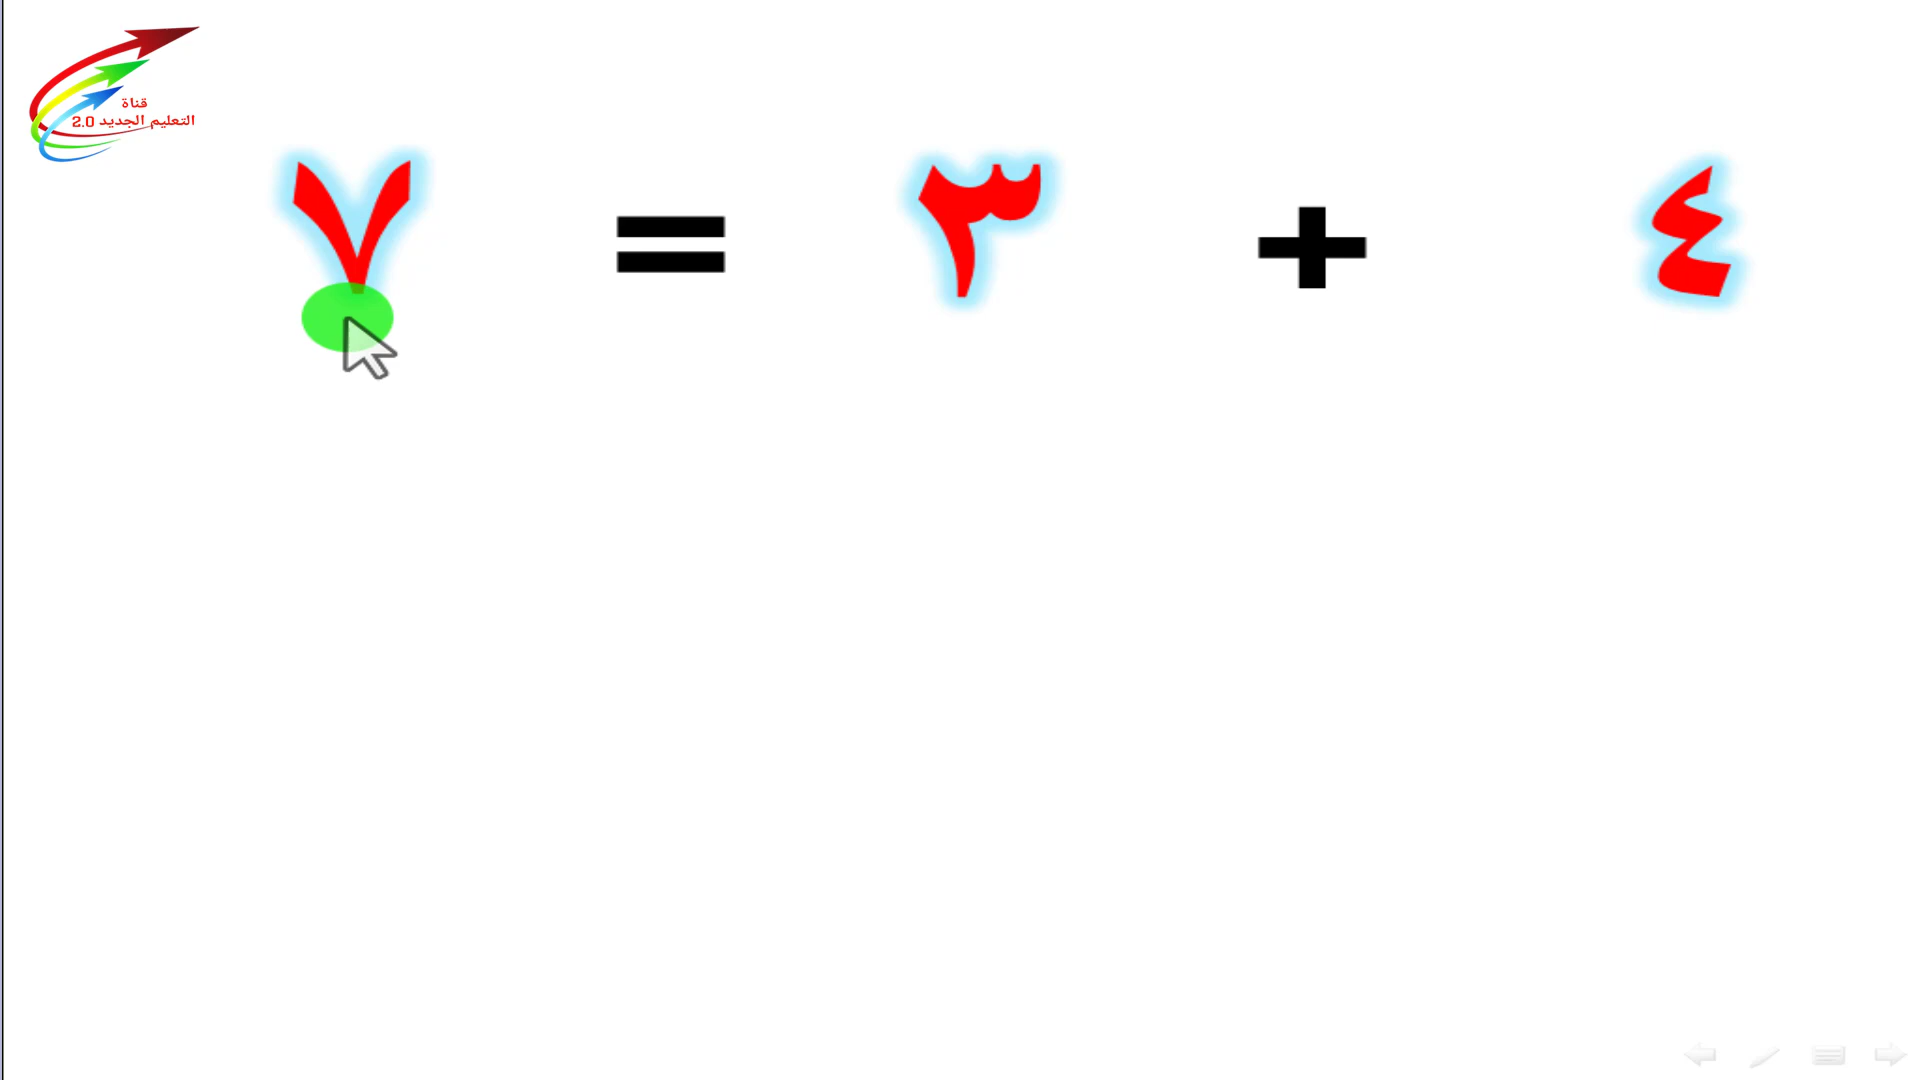 قناة
التعليم الجديد 2.0
٤ + ٣ = ٧